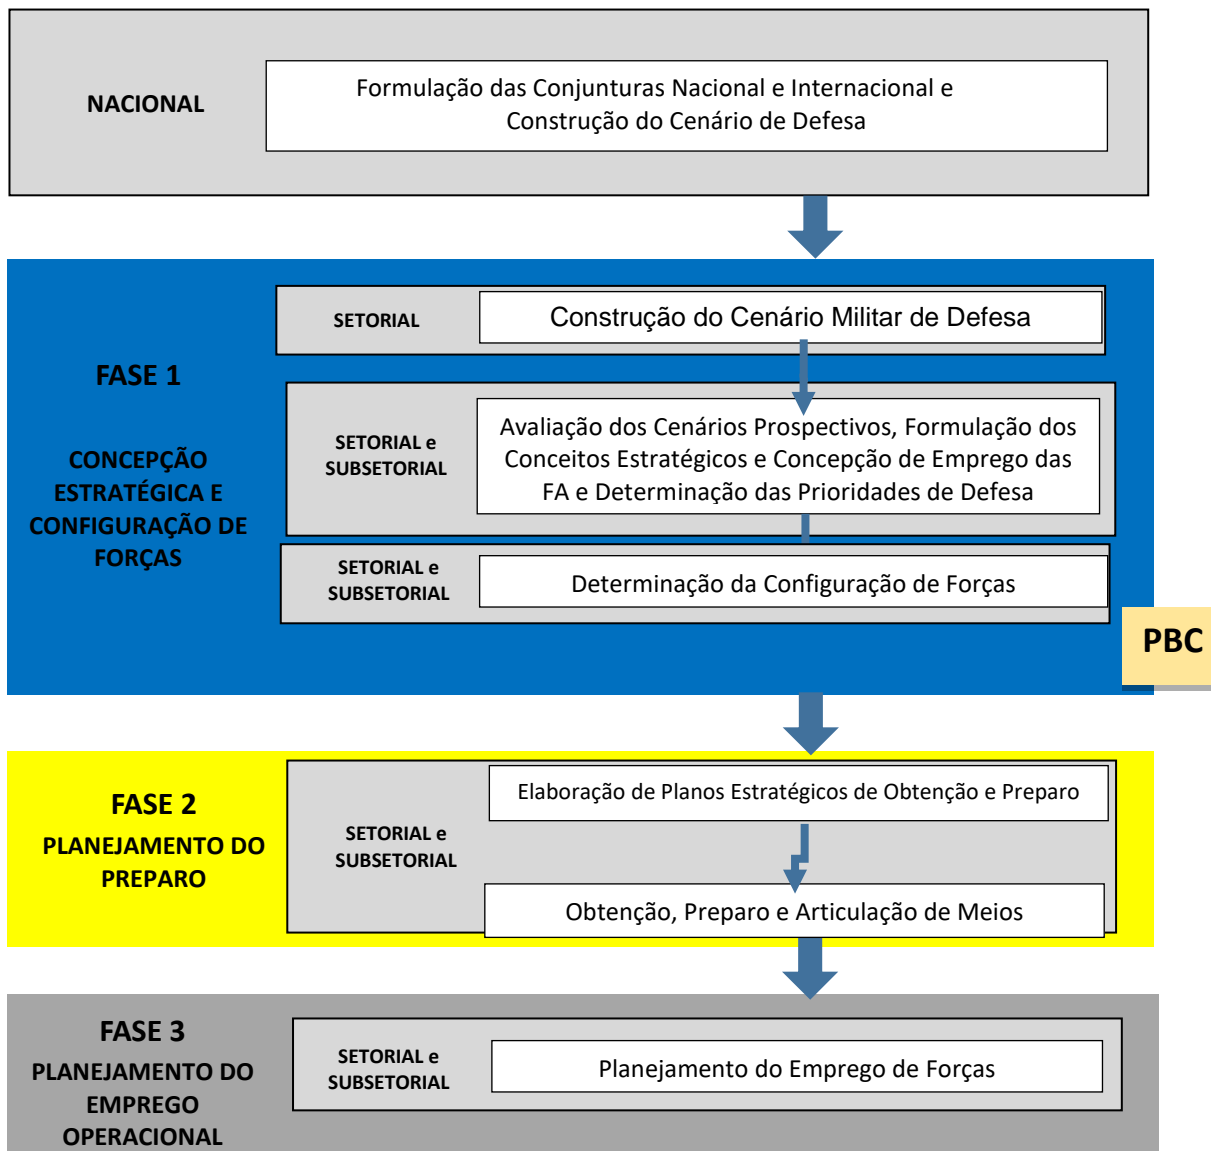 NACIONAL
Formulação das Conjunturas Nacional e Internacional e
Construção do Cenário de Defesa
FASE 1
CONCEPÇÃO
ESTRATÉGICA E
CONFIGURAÇÃO DE
FORÇAS
SETORIAL
Construção do Cenário Militar de Defesa
SETORIAL e
SUBSETORIAL
Avaliação dos Cenários Prospectivos, Formulação dos
Conceitos Estratégicos e Concepção de Emprego das
FA e Determinação das Prioridades de Defesa
SETORIAL e
SUBSETORIAL
Determinação da Configuração de Forças
PBC
FASE 2
PLANEJAMENTO DO
PREPARO
SETORIAL e
SUBSETORIAL
Elaboração de Planos Estratégicos de Obtenção e Preparo
Obtenção, Preparo e Articulação de Meios
FASE 3
PLANEJAMENTO DO
EMPREGO
OPERACIONAL
SETORIAL e
SUBSETORIAL
Planejamento do Emprego de Forças